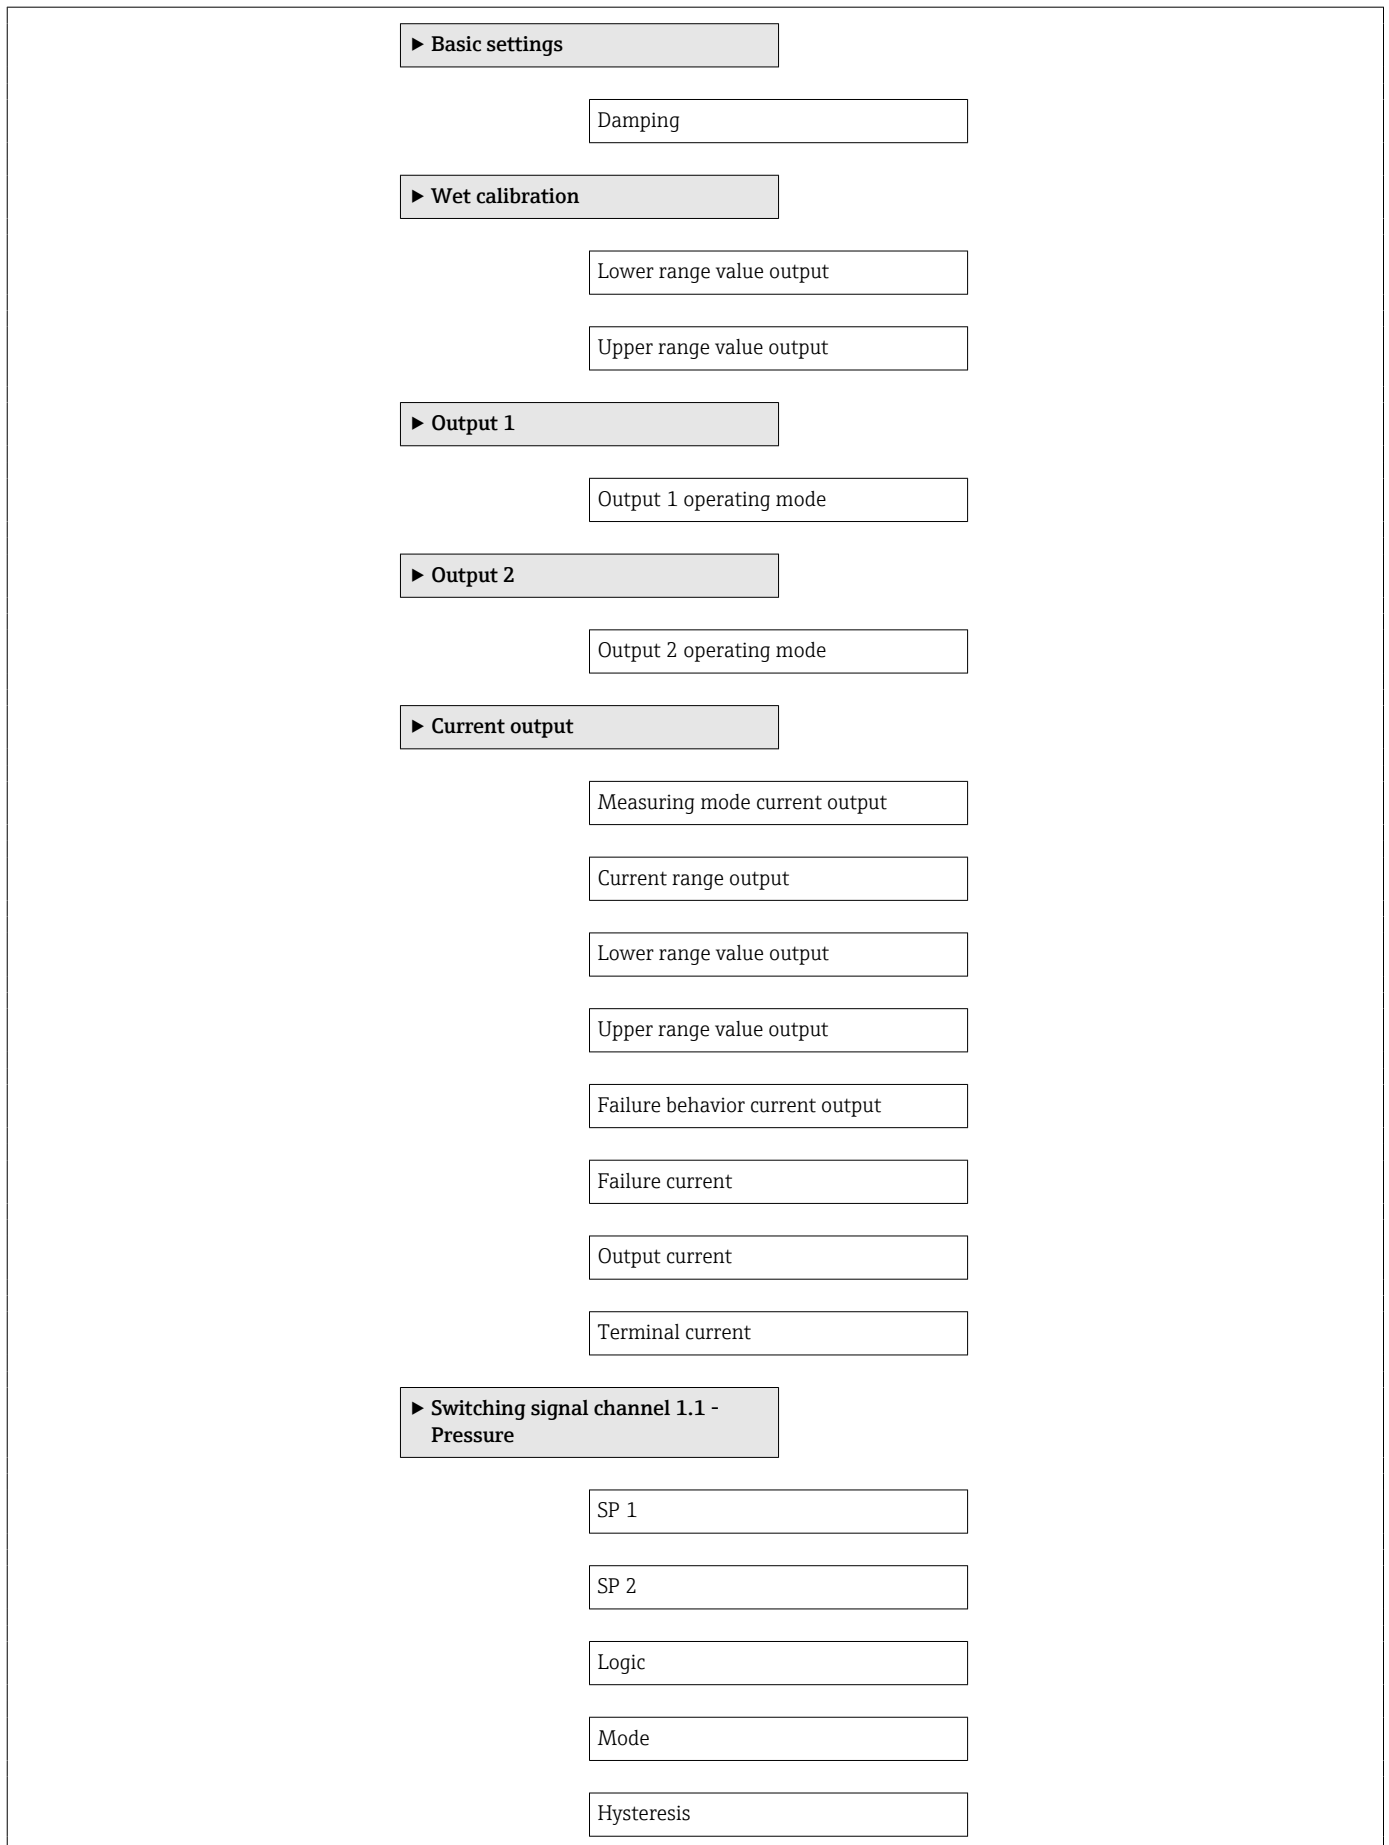 ▶ Basic settings
Damping
▶ Wet calibration
Lower range value output
Upper range value output
▶ Output 1
Output 1 operating mode
▶ Output 2
Output 2 operating mode
▶ Current output
Measuring mode current output
Current range output
Lower range value output
Upper range value output
Failure behavior current output
Failure current
Output current
Terminal current
▶ Switching signal channel 1.1 -
Pressure
SP 1
SP 2
Logic
Mode
Hysteresis